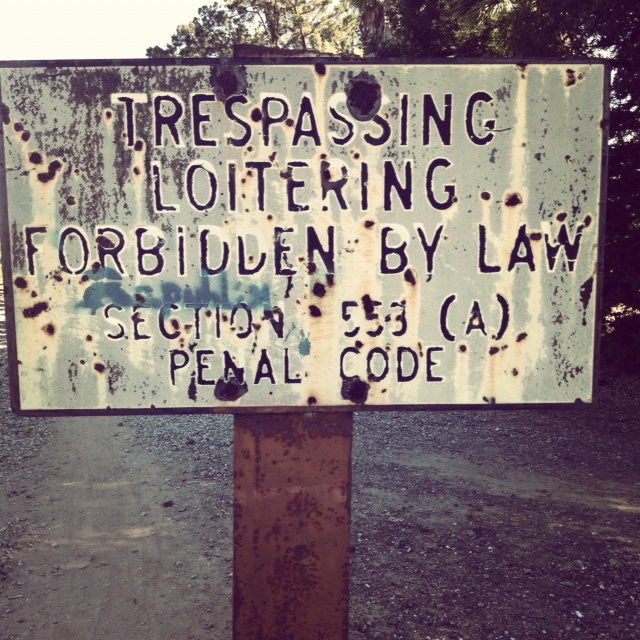 TRESPASSING
LOITERING
FORBIDDEN BY LAW
SECTION 553 (A)
PENAL CODE